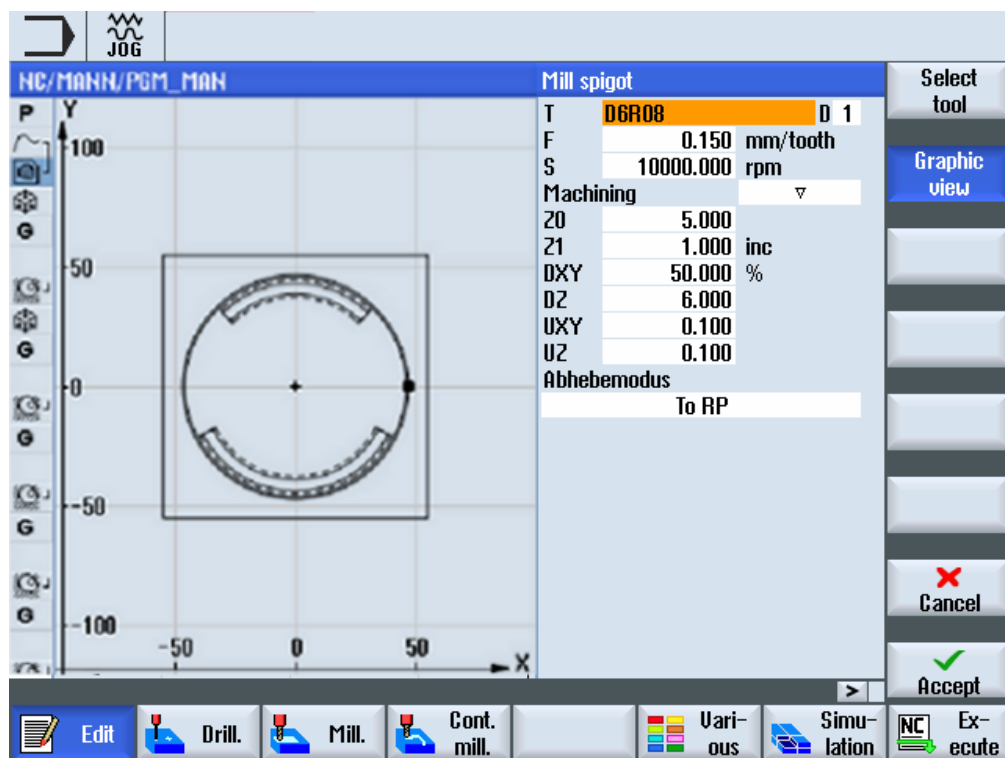 JOG
NC/MANN/PGM_MAN
Mill spigot
Select
tool
P
Y
T D6R08 D 1
100
F 0.150 mm/tooth
S 10000.000 rpm
Graphic
view
Machining ▽
G
Z0 5.000
Z1 1.000 inc
50
DXY 50.000 %
DZ 6.000
UXY 0.100
G
UZ 0.100
0
Abhebemodus
To RP
G
-50
G
Cancel
G
-100
-50 0 50
X
>
Accept
Edit
Drill.
Mill.
Cont.
mill.
Vari-
ous
Simu-
lation
NC
Ex-
ecute